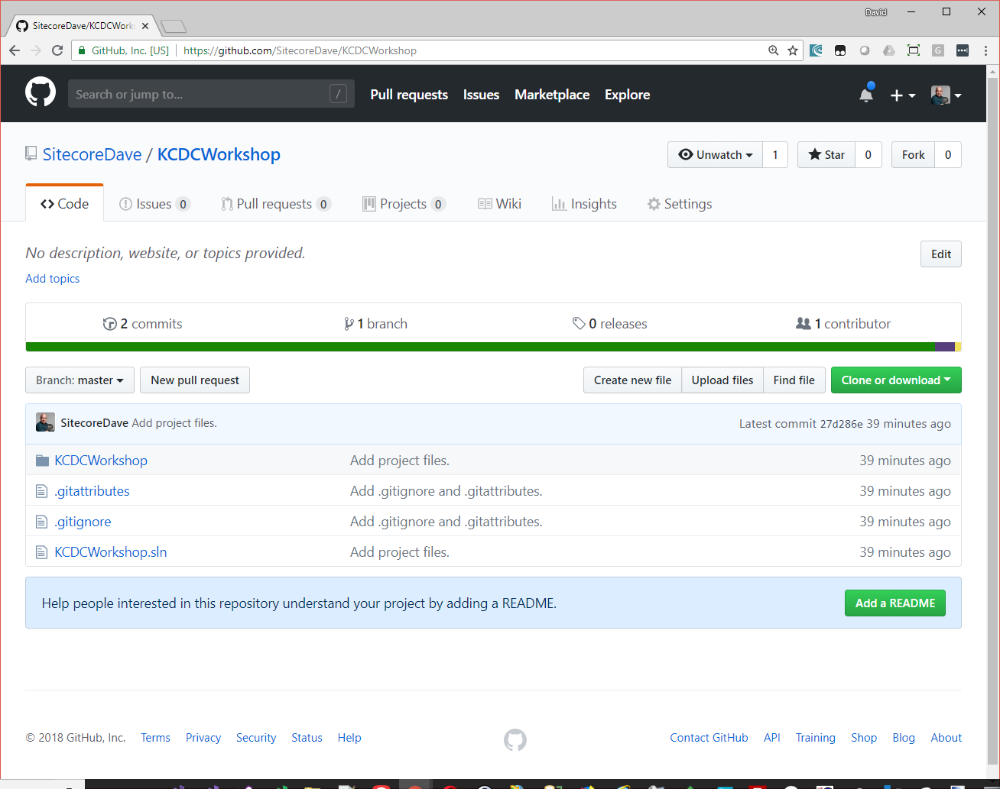 David
SitecoreDave/KCDCWork
GitHub, Inc. [US] https://github.com/SitecoreDave/KCDCWorkshop
Search or jump to... / Pull requests Issues Marketplace Explore
SitecoreDave / KCDCWorkshop Unwatch 1 Star 0 Fork 0
Code Issues 0 Pull requests 0 Projects 0 Wiki Insights Settings
No description, website, or topics provided. Edit
Add topics
2 commits 1 branch 0 releases 1 contributor
Branch: master New pull request Create new file Upload files Find file Clone or download
SitecoreDave Add project files. Latest commit 27d286e 39 minutes ago
KCDCWorkshop Add project files. 39 minutes ago
.gitattributes Add .gitignore and .gitattributes. 39 minutes ago
.gitignore Add .gitignore and .gitattributes. 39 minutes ago
KCDCWorkshop.sln Add project files. 39 minutes ago
Help people interested in this repository understand your project by adding a README. Add a README
© 2018 GitHub, Inc. Terms Privacy Security Status Help Contact GitHub API Training Shop Blog About